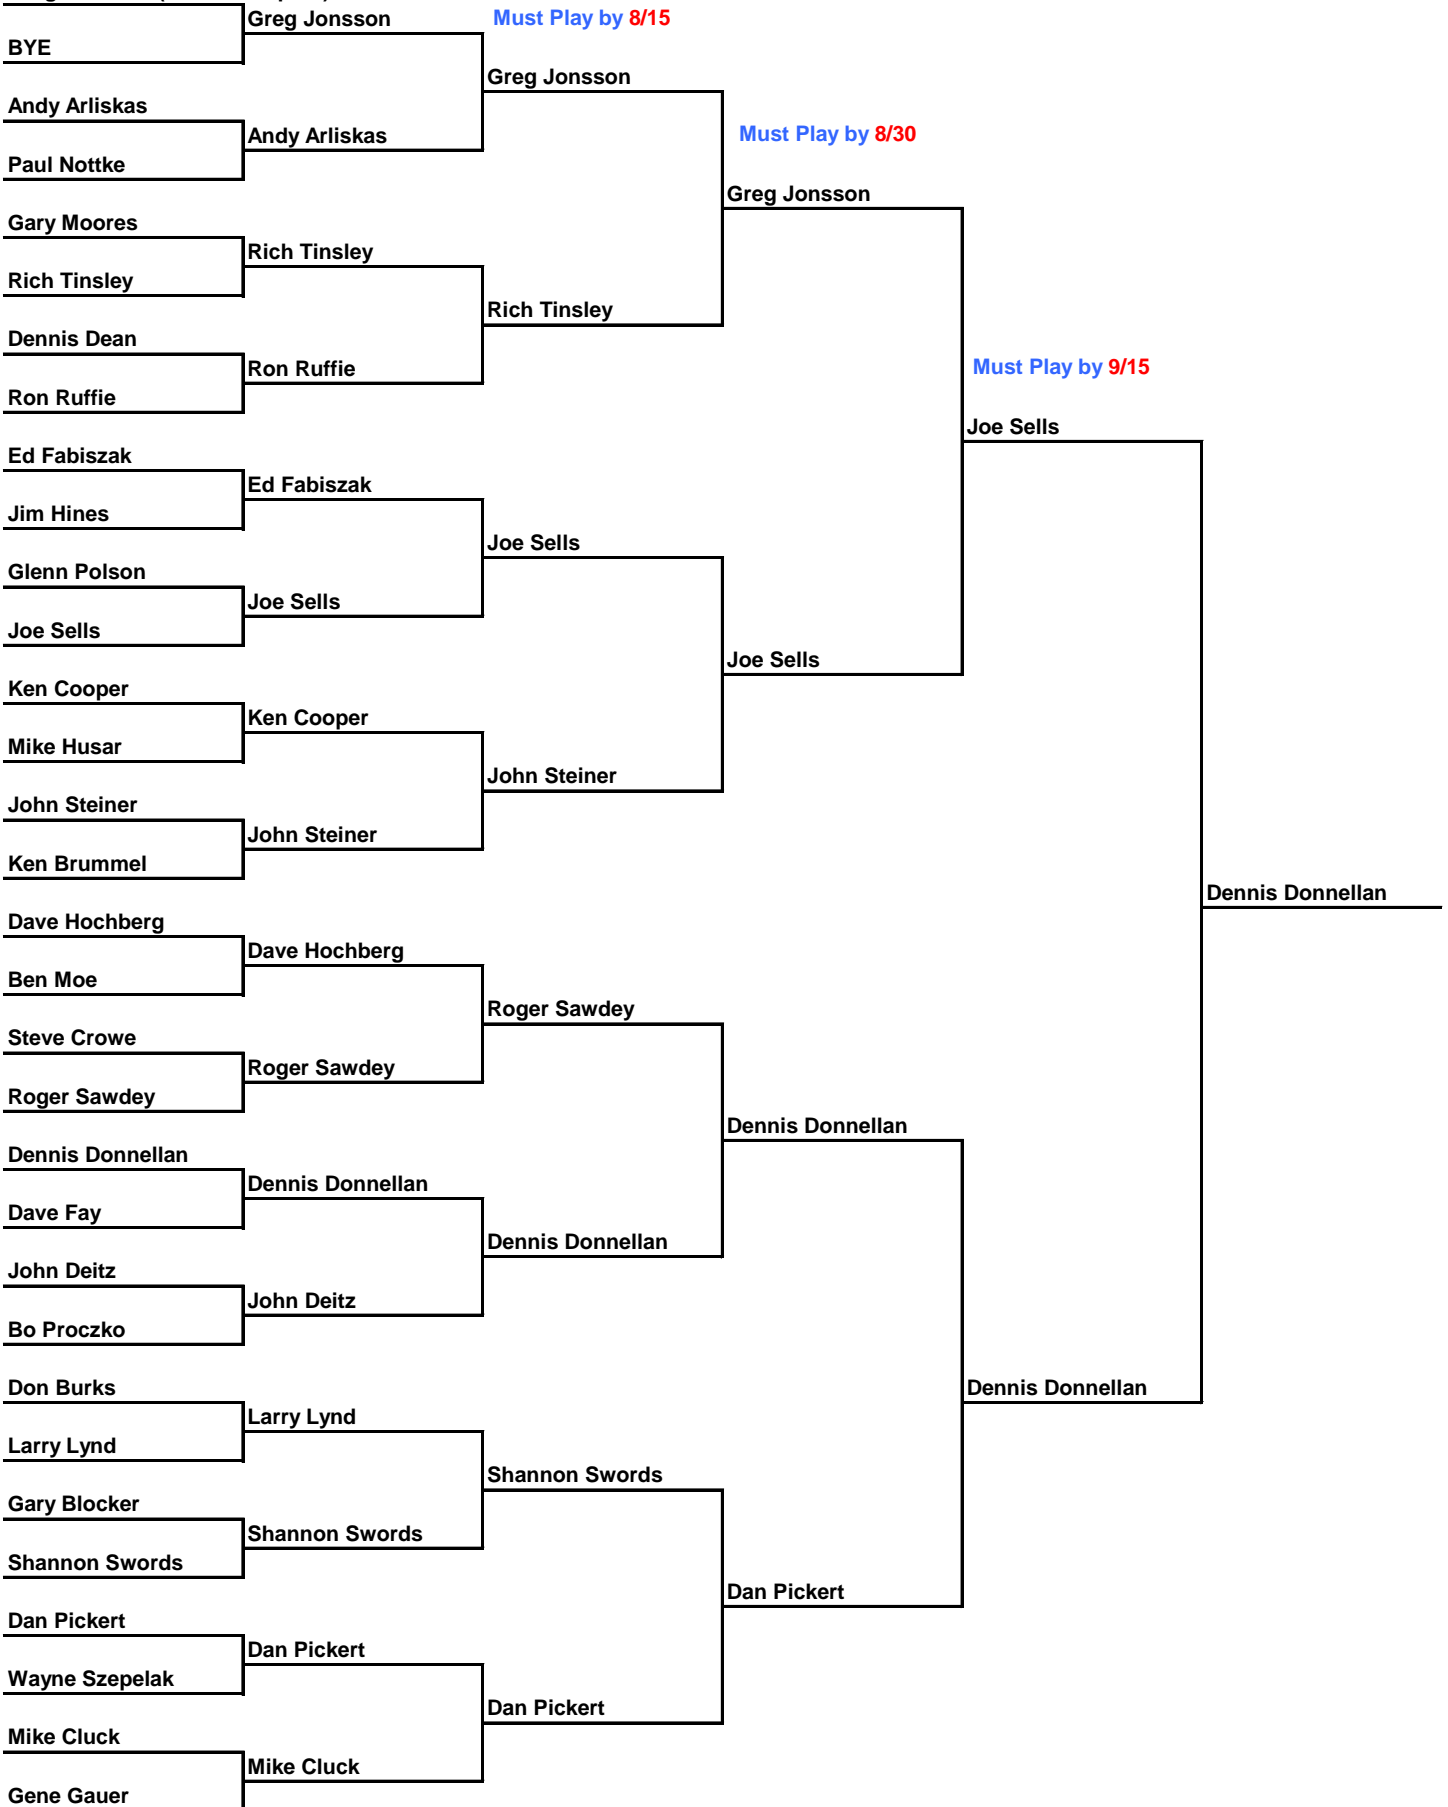 Greg Jonsson
Must Play by 8/15
BYE
Greg Jonsson
Andy Arliskas
Andy Arliskas
Must Play by 8/30
Paul Nottke
Greg Jonsson
Gary Moores
Rich Tinsley
Rich Tinsley
Rich Tinsley
Dennis Dean
Ron Ruffie
Must Play by 9/15
Ron Ruffie
Joe Sells
Ed Fabiszak
Ed Fabiszak
Jim Hines
Joe Sells
Glenn Polson
Joe Sells
Joe Sells
Joe Sells
Ken Cooper
Ken Cooper
Mike Husar
John Steiner
John Steiner
John Steiner
Ken Brummel
Dennis Donnellan
Dave Hochberg
Dave Hochberg
Ben Moe
Roger Sawdey
Steve Crowe
Roger Sawdey
Roger Sawdey
Dennis Donnellan
Dennis Donnellan
Dennis Donnellan
Dave Fay
Dennis Donnellan
John Deitz
John Deitz
Bo Proczko
Don Burks
Dennis Donnellan
Larry Lynd
Larry Lynd
Shannon Swords
Gary Blocker
Shannon Swords
Shannon Swords
Dan Pickert
Dan Pickert
Dan Pickert
Wayne Szepelak
Dan Pickert
Mike Cluck
Mike Cluck
Gene Gauer